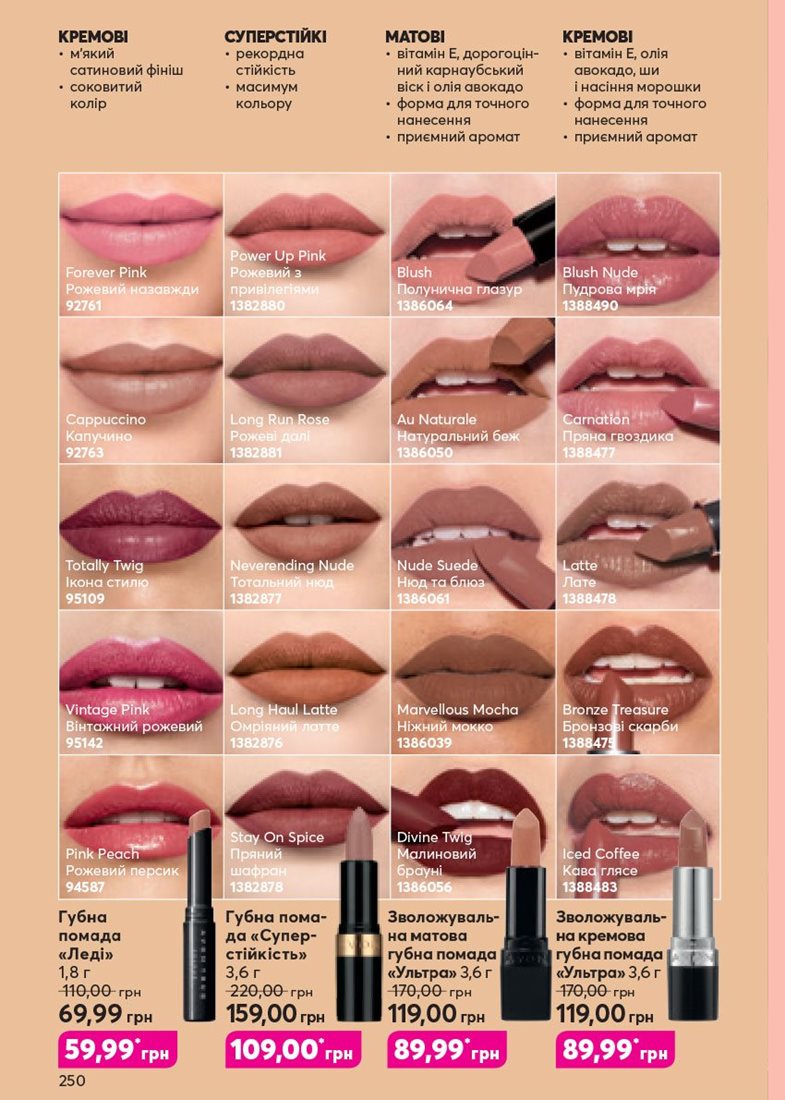 КРЕМОВІ
• м'який
сатиновий фініш
• соковитий
колір
СУПЕРСТІЙКІ
• рекордна
стійкість
• масимум
кольору
МАТОВІ
• вітамін Е, дорогоцін-
ний карнаубський
віск і олія авокадо
• форма для точного
нанесення
• приємний аромат
КРЕМОВІ
• вітамін Е, олія
авокадо, ши
і насіння морошки
• форма для точного
нанесення
• приємний аромат
Forever Pink
Рожевий назавжди
92761
Power Up Pink
Рожевий з
привілегіями
1382880
Blush
Полунична глазур
1386064
Blush Nude
Пудрова мрія
1388490
Cappuccino
Капучино
92763
Long Run Rose
Рожеві далі
1382881
Au Naturale
Натуральний беж
1386050
Carnation
Пряна гвоздика
1388477
Totally Twig
Ікона стилю
95109
Neverending Nude
Тотальний нюд
1382877
Nude Suede
Нюд та блюз
1386061
Latte
Лате
1388478
Vintage Pink
Вінтажний рожевий
95142
Long Haul Latte
Омріяний латте
1382876
Marvellous Mocha
Ніжний мокко
1386039
Bronze Treasure
Бронзові скарби
1388475
Pink Peach
Рожевий персик
94587
Stay On Spice
Пряний
шафран
1382878
Divine Twig
Малиновий
брауні
1386056
Iced Coffee
Кава глясе
1388483
Губна
помада
«Леді»
1,8 г
110,00 грн
69,99 грн
59,99* грн
Губна пома-
да «Супер-
стійкість»
3,6 г
220,00 грн
159,00 грн
109,00* грн
Зволожуваль-
на матова
губна помада
«Ультра» 3,6 г
170,00 грн
119,00 грн
89,99* грн
Зволожуваль-
на кремова
губна помада
«Ультра» 3,6 г
170,00 грн
119,00 грн
89,99* грн
250